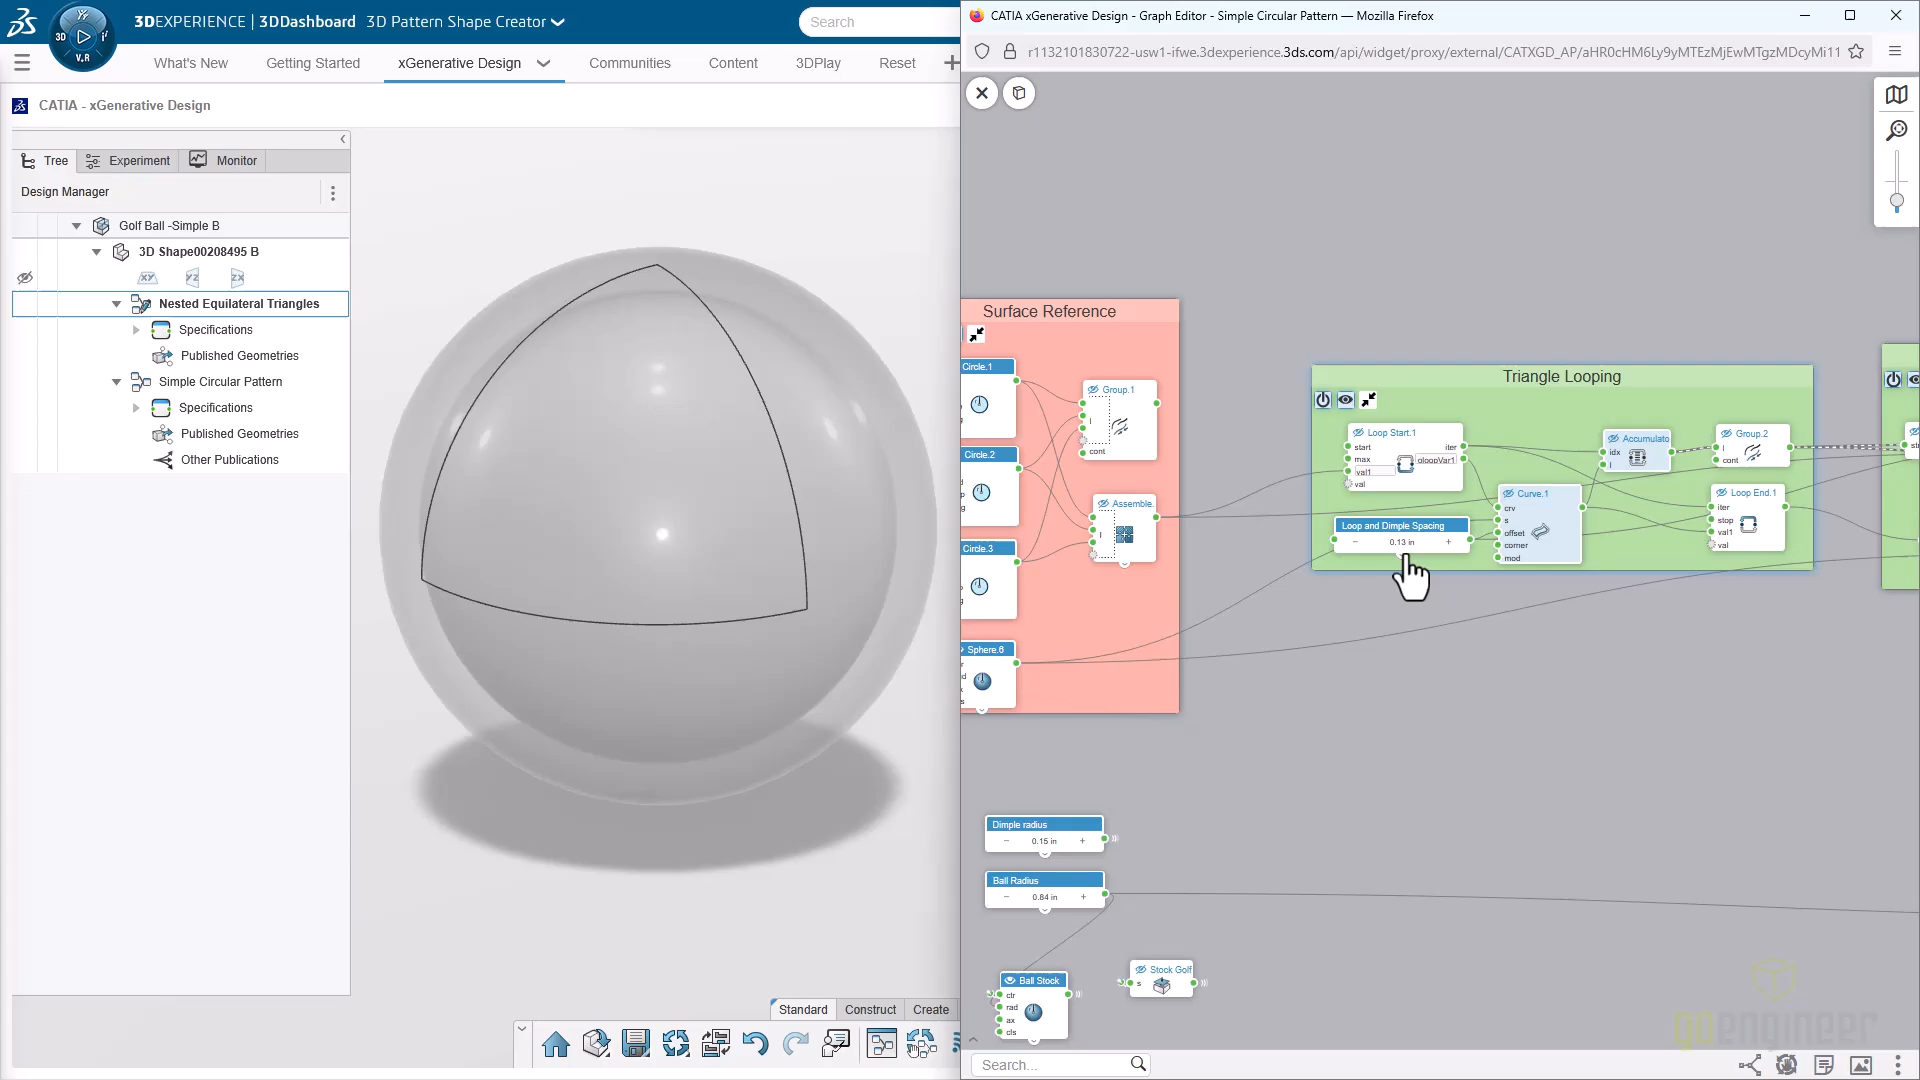 3DEXPERIENCE | 3DDashboard 3D Pattern Shape Creator
Search
CATIA xGenerative Design - Graph Editor - Simple Circular Pattern — Mozilla Firefox
r1132101830722-usw1-ifwe.3dexperience.3ds.com/api/widget/proxy/external/CATXGD_AP/aHR0cHM6Ly9yMTEzMjEwMTgzMDcyMi11
3D
V.R
What's New
Getting Started
xGenerative Design
Communities
Content
3DPlay
Reset
CATIA - xGenerative Design
Tree
Experiment
Monitor
Design Manager
Golf Ball -Simple B
3D Shape00208495 B
XY
YZ
ZX
Nested Equilateral Triangles
Specifications
Published Geometries
Simple Circular Pattern
Specifications
Published Geometries
Other Publications
Standard
Construct
Create
Surface Reference
Circle.1
Circle.2
Circle.3
Sphere.6
Group.1
l
cont
Assemble.
l
Triangle Looping
Loop Start.1
start
max
val1
val
iter
oloopVar1
Loop and Dimple Spacing
− 0.13 in +
Curve.1
crv
s
offset
corner
mod
Accumulato
idx
l
Group.2
l
cont
Loop End.1
iter
stop
val1
val
Dimple radius
− 0.15 in +
Ball Radius
− 0.84 in +
Ball Stock
ctr
rad
ax
cls
Stock Golf
s
goengineer
Search...